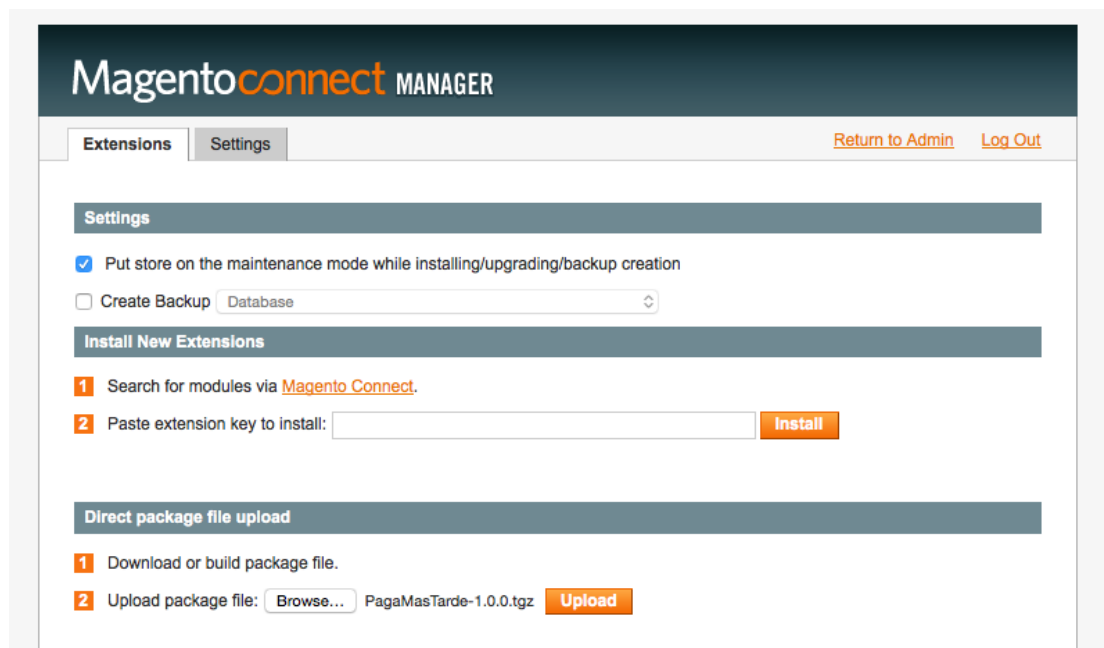 Magentoconnect MANAGER
Extensions Settings Return to Admin Log Out
Settings
Put store on the maintenance mode while installing/upgrading/backup creation
Create Backup Database
Install New Extensions
1 Search for modules via Magento Connect.
2 Paste extension key to install: Install
Direct package file upload
1 Download or build package file.
2 Upload package file: Browse... PagaMasTarde-1.0.0.tgz Upload